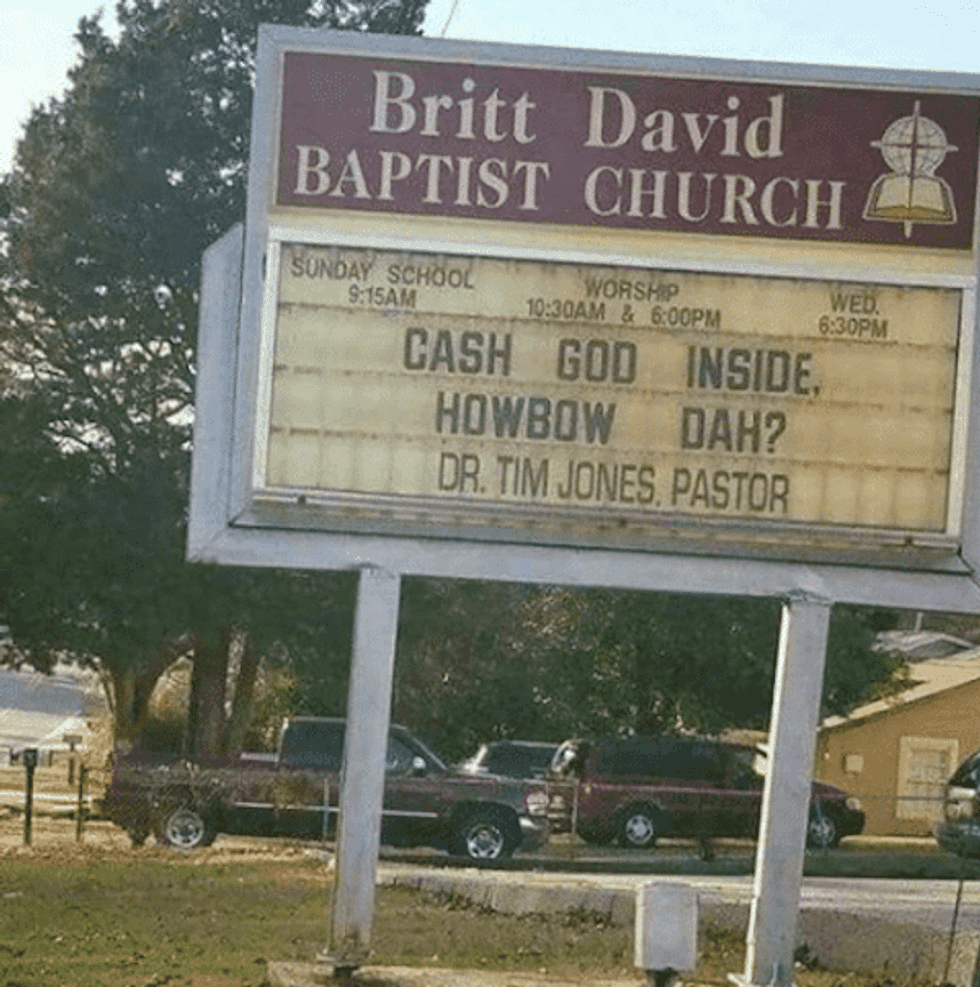 Britt David
BAPTIST CHURCH
SUNDAY SCHOOL WORSHIP WED.
9:15AM 10:30AM & 6:00PM 6:30PM
CASH GOD INSIDE,
HOWBOW DAH?
DR. TIM JONES, PASTOR